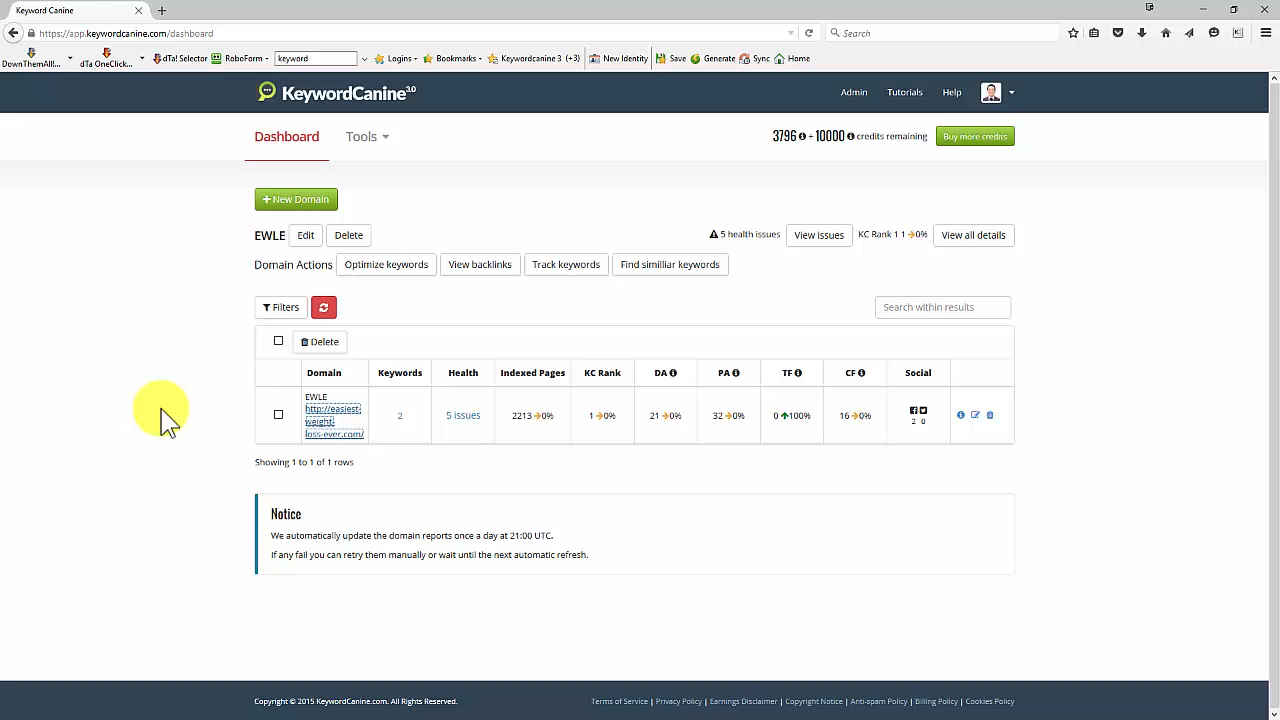 Keyword Canine
https://app.keywordcanine.com/dashboard
Search
DownThemAll!...
dTa OneClick...
dTa! Selector
RoboForm
keyword
Logins
Bookmarks
Keywordcanine 3 (+3)
New Identity
Save
Generate
Sync
Home
KeywordCanine 3.0
Admin Tutorials Help
Dashboard Tools
3796 + 10000 credits remaining
Buy more credits
New Domain
EWLE Edit Delete
5 health issues View issues KC Rank 1 1 0% View all details
Domain Actions Optimize keywords View backlinks Track keywords Find similliar keywords
Filters
Search within results
Delete
Domain Keywords Health Indexed Pages KC Rank DA PA TF CF Social
EWLE
http://easiest-
weight-
loss-ever.com/
2 5 issues 2213 0% 1 0% 21 0% 32 0% 0 100% 16 0%
2 0
Showing 1 to 1 of 1 rows
Notice
We automatically update the domain reports once a day at 21:00 UTC.
If any fail you can retry them manually or wait until the next automatic refresh.
Copyright © 2015 KeywordCanine.com. All Rights Reserved.
Terms of Service | Privacy Policy | Earnings Disclaimer | Copyright Notice | Anti-spam Policy | Billing Policy | Cookies Policy